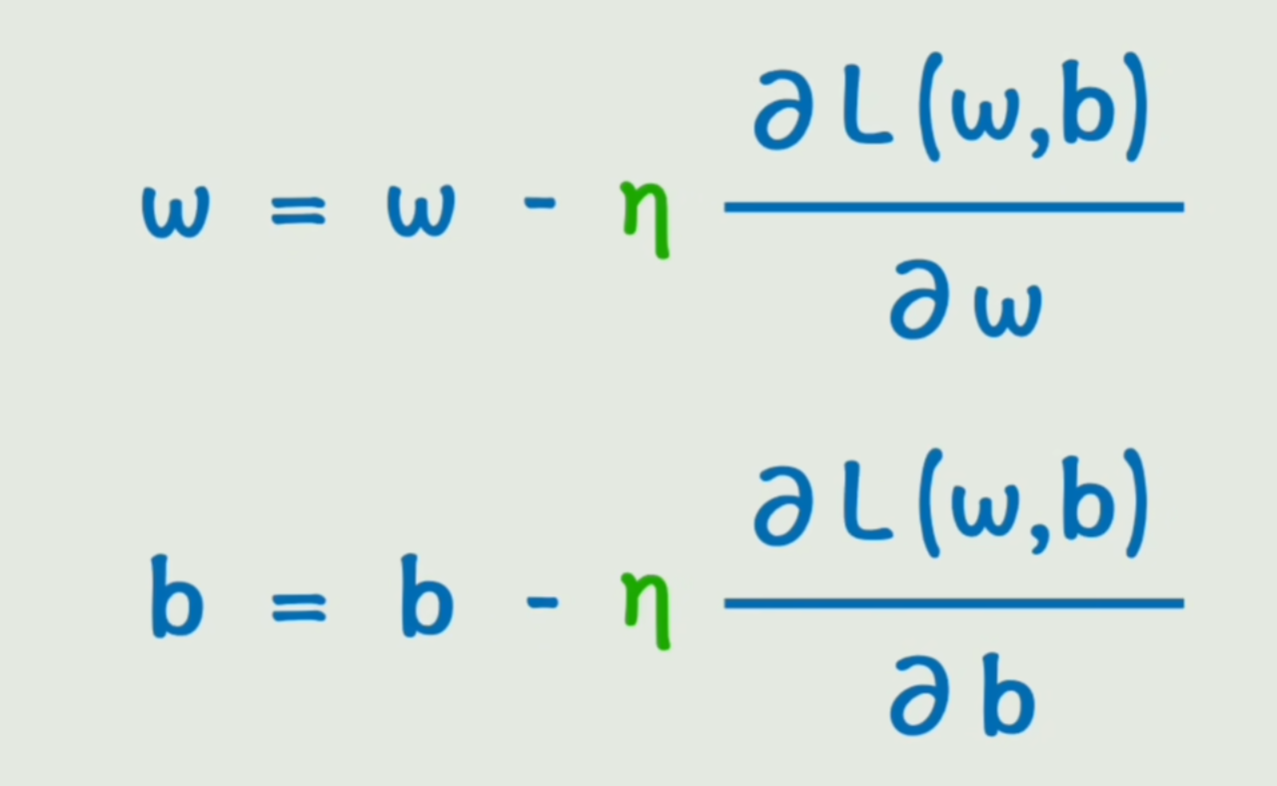 w = w - η ∂L(w,b) / ∂w
b = b - η ∂L(w,b) / ∂b